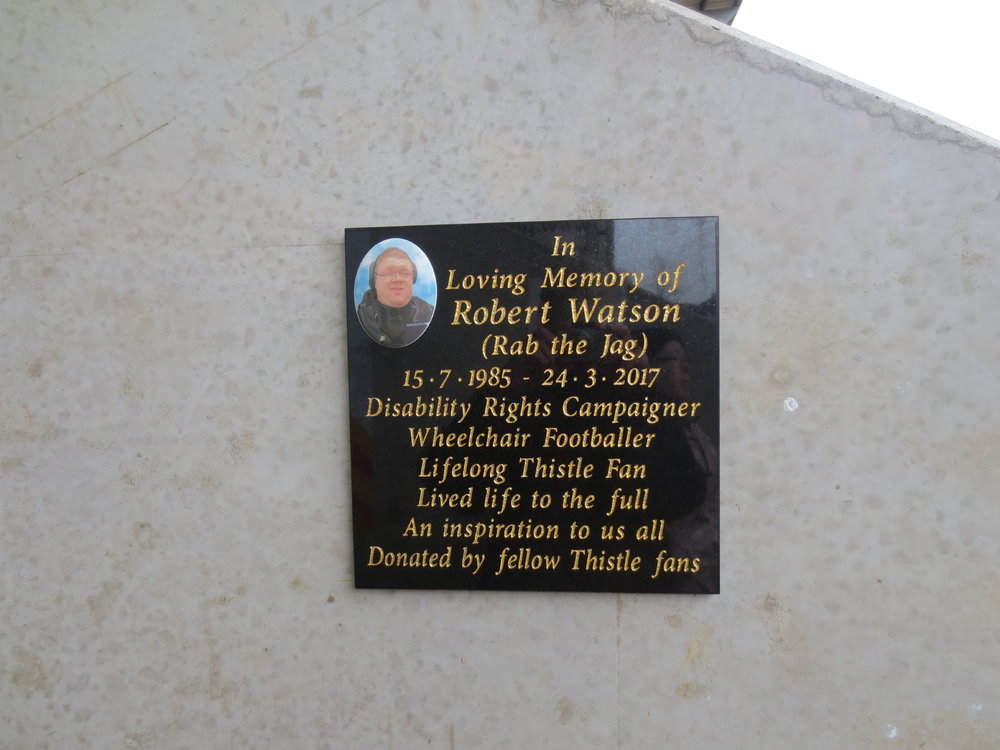 In
Loving Memory of
Robert Watson
(Rab the Jag)
15·7·1985 - 24·3·2017
Disability Rights Campaigner
Wheelchair Footballer
Lifelong Thistle Fan
Lived life to the full
An inspiration to us all
Donated by fellow Thistle fans